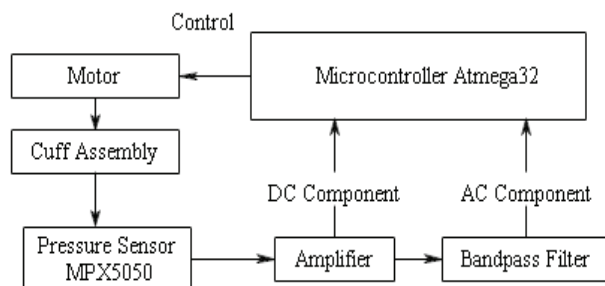 Control
Motor
Microcontroller Atmega32
Cuff Assembly
DC Component
AC Component
Pressure Sensor
MPX5050
Amplifier
Bandpass Filter